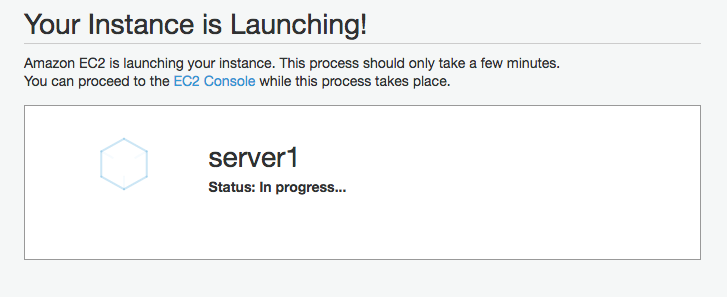 Your Instance is Launching!
Amazon EC2 is launching your instance. This process should only take a few minutes.
You can proceed to the EC2 Console while this process takes place.
server1
Status: In progress...